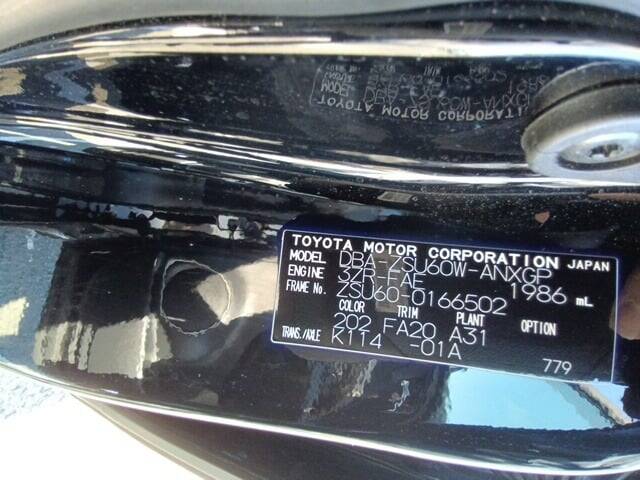 TOYOTA MOTOR CORPORATION JAPAN
MODEL DBA-ZSU60W-ANXGP
ENGINE 3ZR-FAE 1986 mL
FRAME No. ZSU60-0166502
COLOR TRIM PLANT OPTION
202 FA20 A31
TRANS./AXLE K114 -01A
779